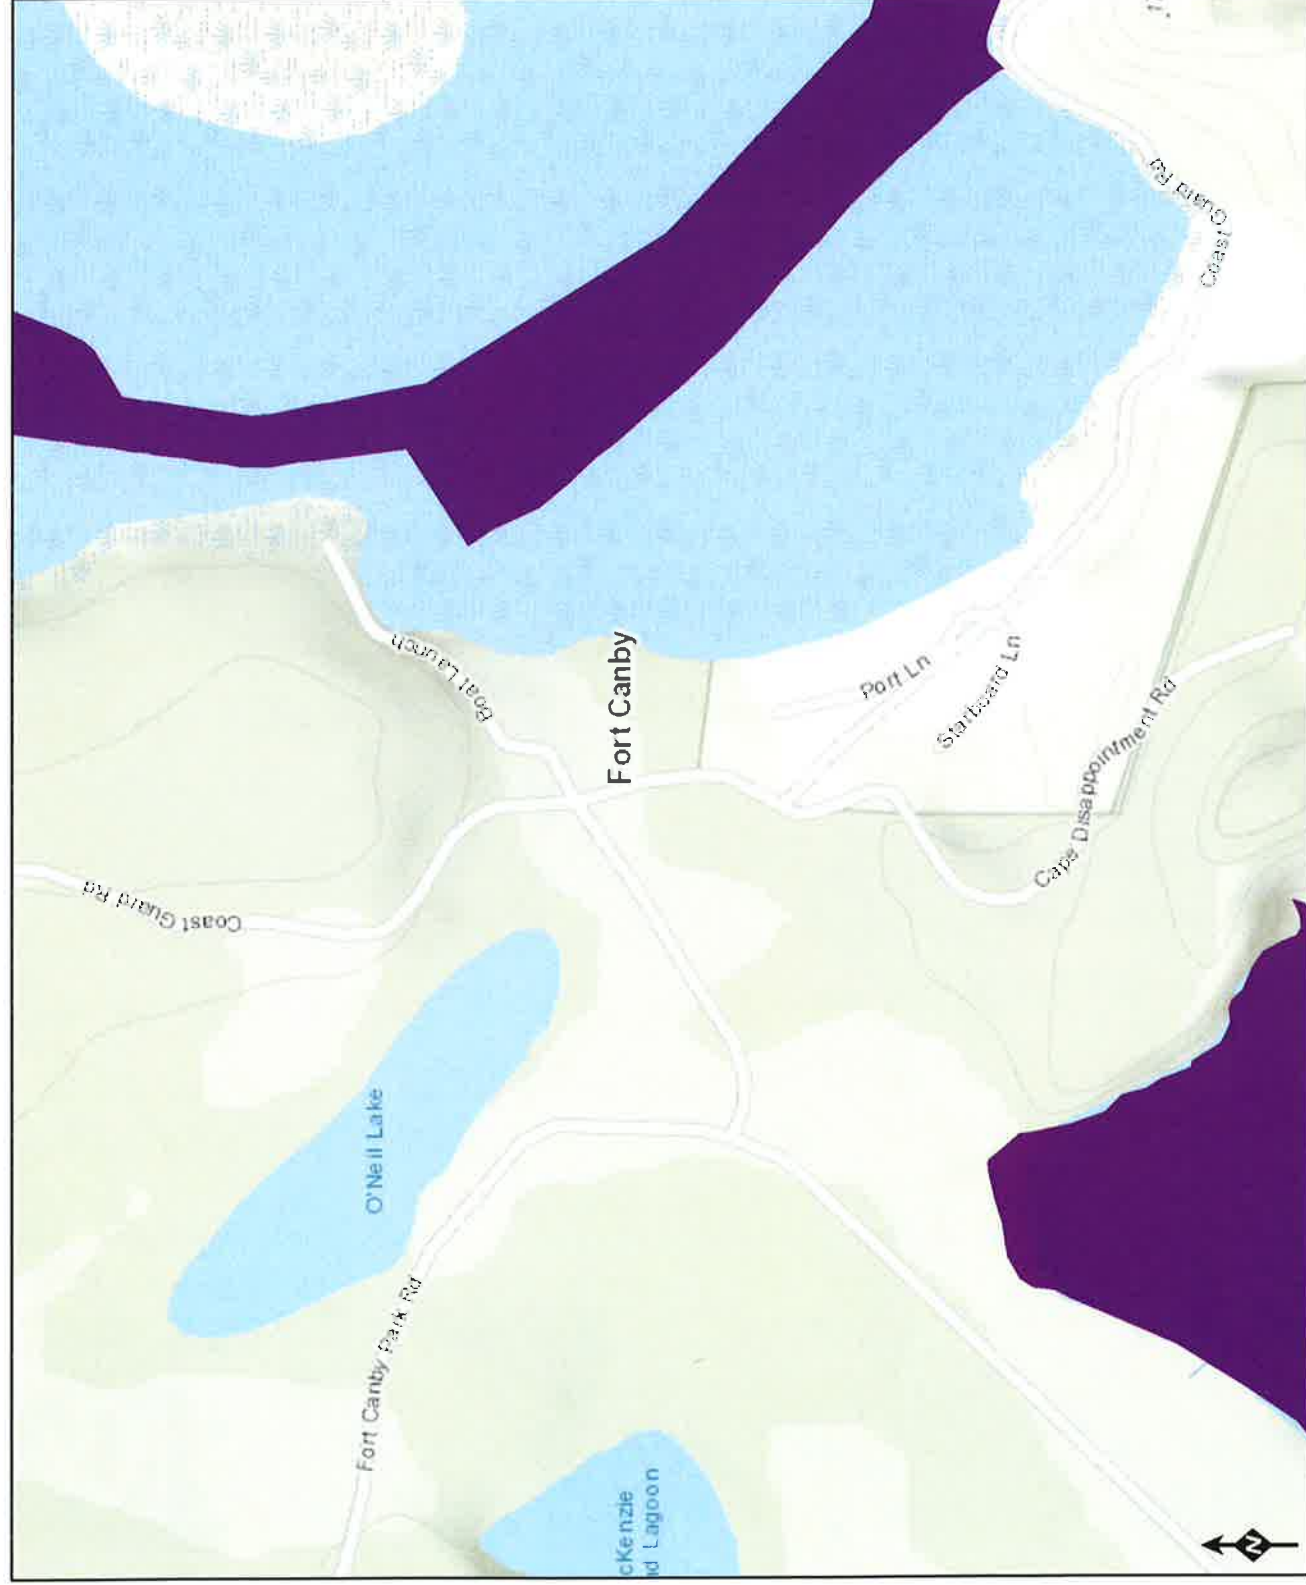 Coast Guard Rd
O'Neil Lake
Fort Canby Park Rd
Boat Launch
Fort Canby
cKenzie
nd Lagoon
Port Ln
Starboard Ln
Cape Disappointment Rd
Coast Guard Rd
N